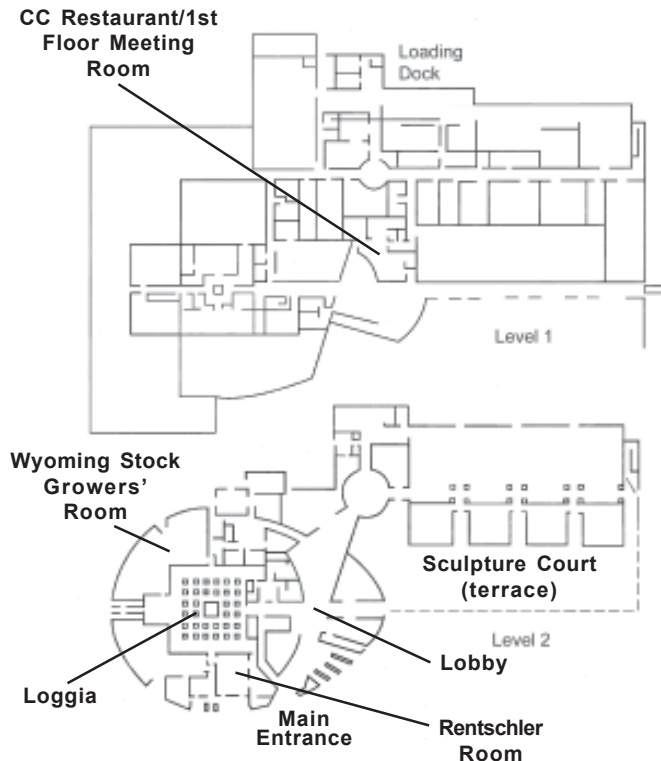 CC Restaurant/1st
Floor Meeting
Room
Loading
Dock
Level 1
Wyoming Stock
Growers’
Room
Sculpture Court
(terrace)
Level 2
Lobby
Loggia
Main
Entrance
Rentschler
Room